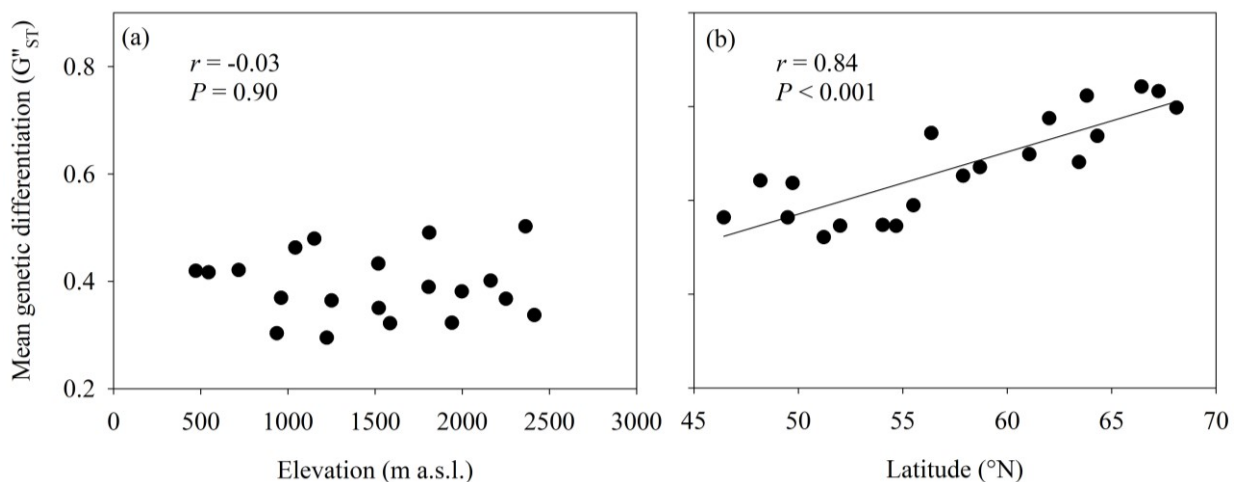 Mean genetic differentiation (G"ST)
(a)
r = -0.03
P = 0.90
0.8
0.6
0.4
0.2
0 500 1000 1500 2000 2500 3000
Elevation (m a.s.l.)
(b)
r = 0.84
P < 0.001
45 50 55 60 65 70
Latitude (°N)